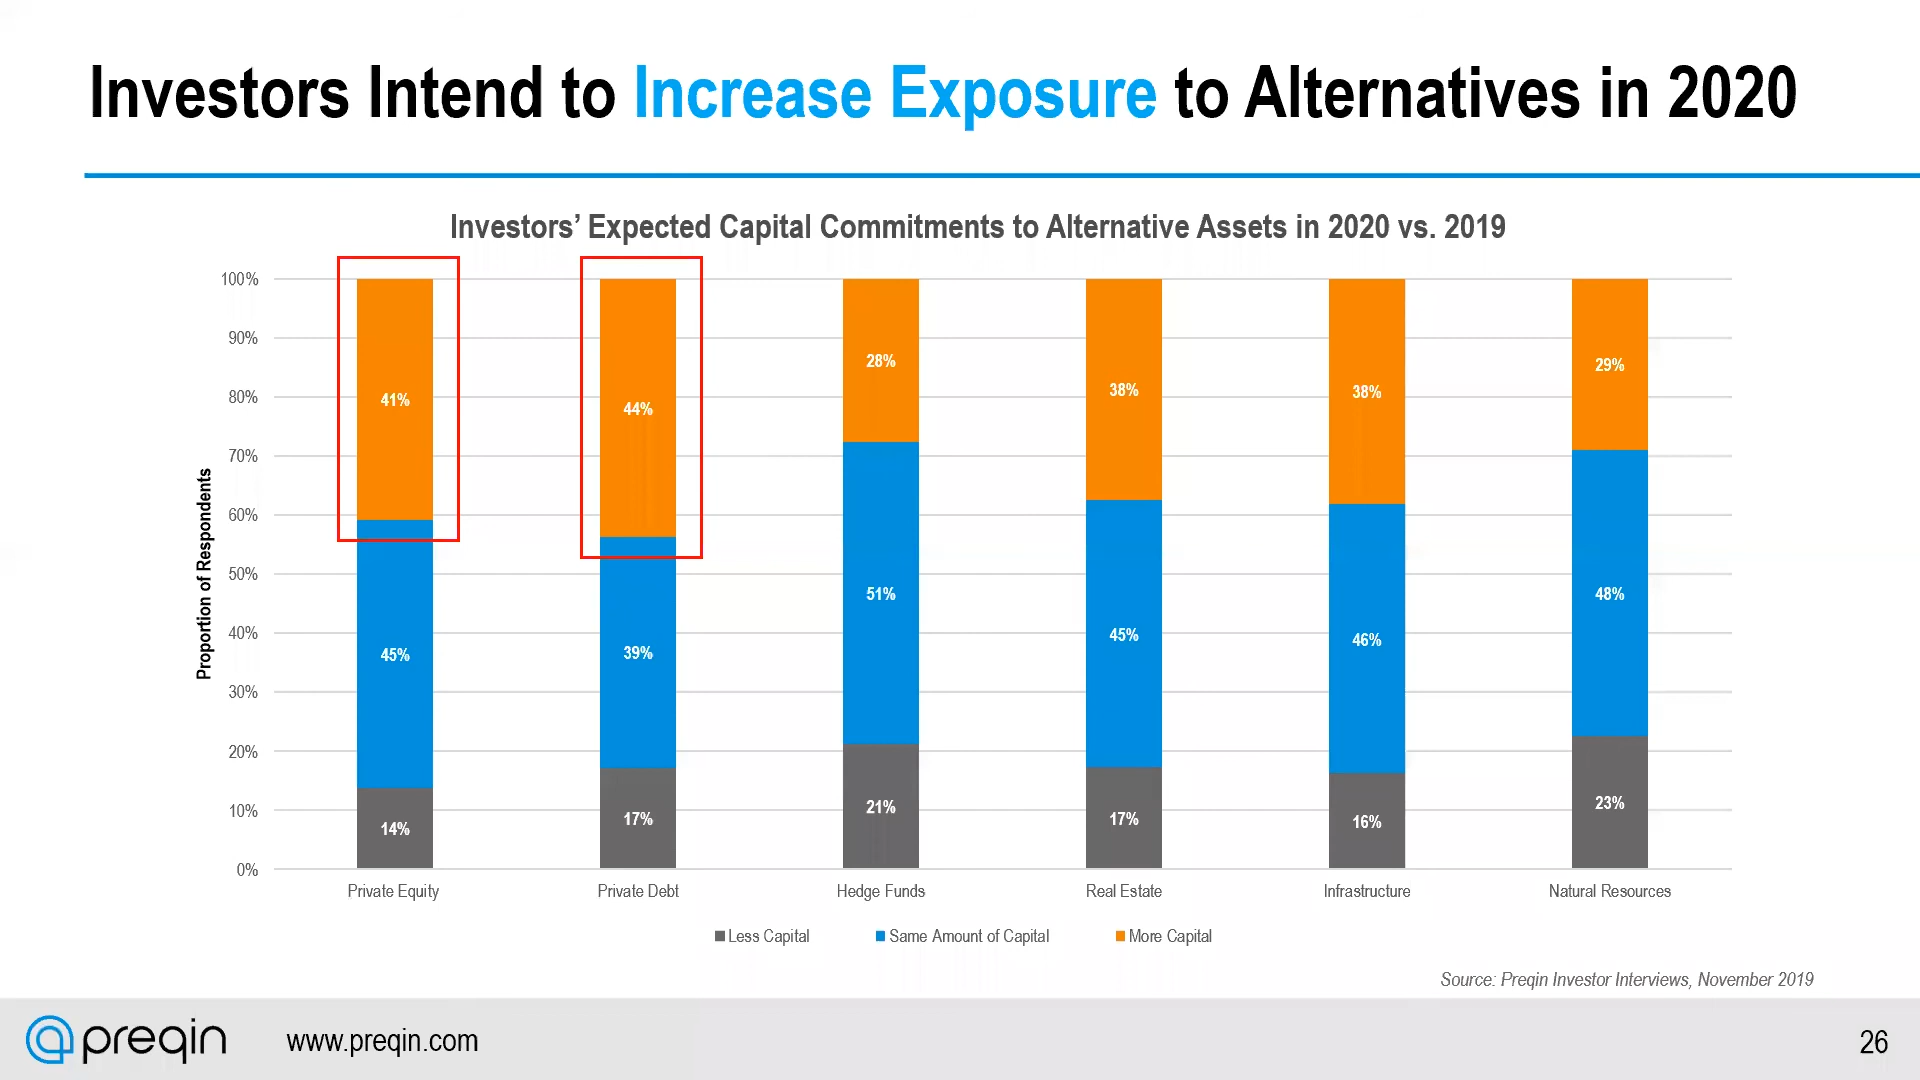 Investors Intend to Increase Exposure to Alternatives in 2020
Investors’ Expected Capital Commitments to Alternative Assets in 2020 vs. 2019
Proportion of Respondents
100%
90%
80%
70%
60%
50%
40%
30%
20%
10%
0%
41%
45%
14%
44%
39%
17%
28%
51%
21%
38%
45%
17%
38%
46%
16%
29%
48%
23%
Private Equity
Private Debt
Hedge Funds
Real Estate
Infrastructure
Natural Resources
Less Capital
Same Amount of Capital
More Capital
Source: Preqin Investor Interviews, November 2019
preqin
www.preqin.com
26